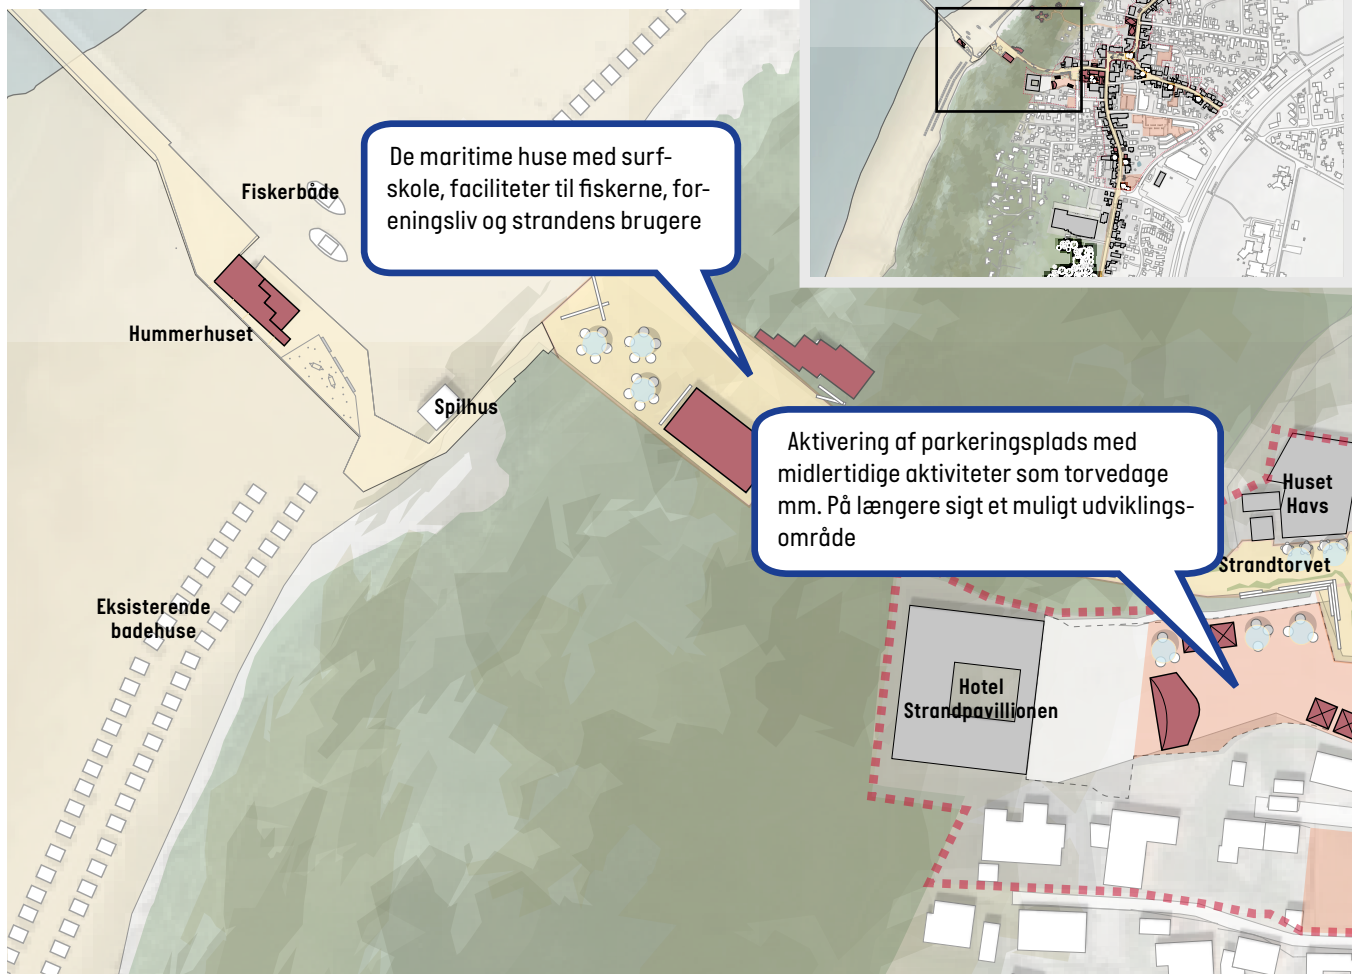 De maritime huse med surf-
skole, faciliteter til fiskerne, for-
eningsliv og strandens brugere
Fiskerbåde
Hummerhuset
Spilhus
Aktivering af parkeringsplads med
midlertidige aktiviteter som torvedage
mm. På længere sigt et muligt udviklings-
område
Huset
Havs
Strandtorvet
Eksisterende
badehuse
Hotel
Strandpavillionen